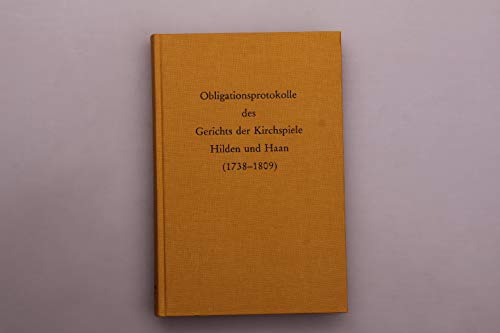 Obligationsprotokolle
des
Gerichts der Kirchspiele
Hilden und Haan
(1738–1809)